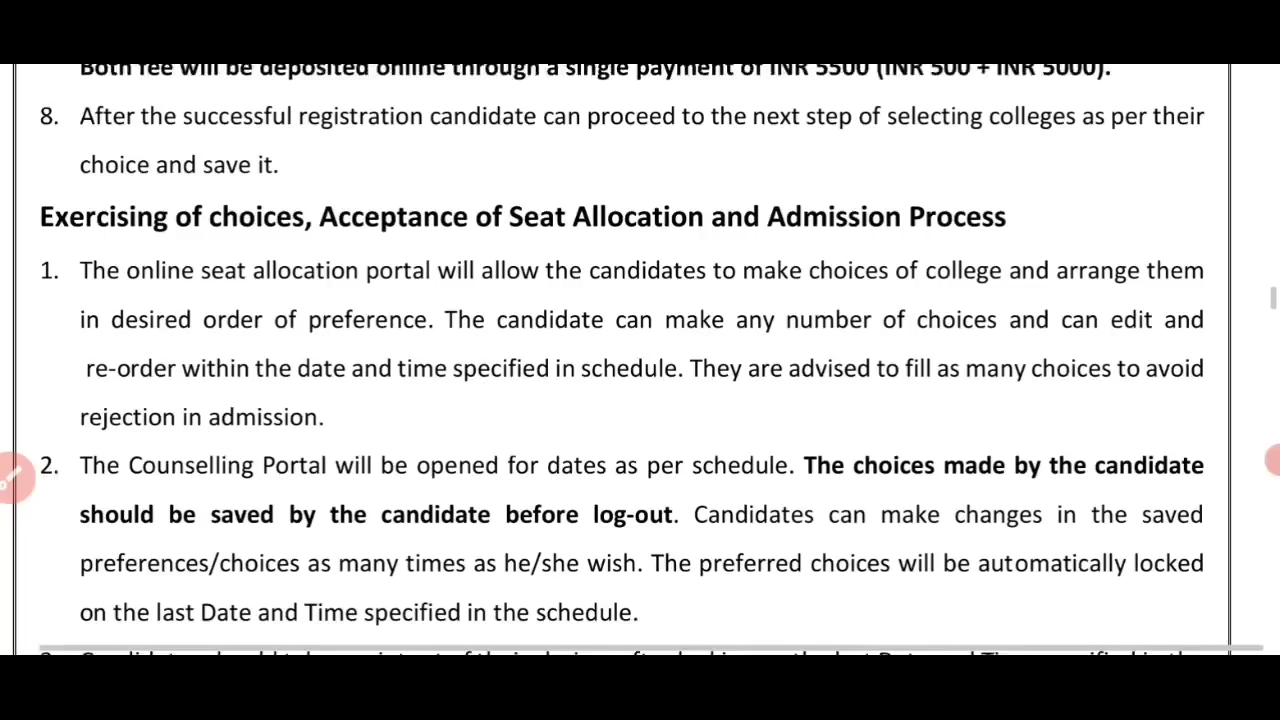 Both fee will be deposited online through a single payment of INR 5500 (INR 500 + INR 5000).
8. After the successful registration candidate can proceed to the next step of selecting colleges as per their
choice and save it.
Exercising of choices, Acceptance of Seat Allocation and Admission Process
1. The online seat allocation portal will allow the candidates to make choices of college and arrange them
in desired order of preference. The candidate can make any number of choices and can edit and
re-order within the date and time specified in schedule. They are advised to fill as many choices to avoid
rejection in admission.
2. The Counselling Portal will be opened for dates as per schedule. The choices made by the candidate
should be saved by the candidate before log-out. Candidates can make changes in the saved
preferences/choices as many times as he/she wish. The preferred choices will be automatically locked
on the last Date and Time specified in the schedule.